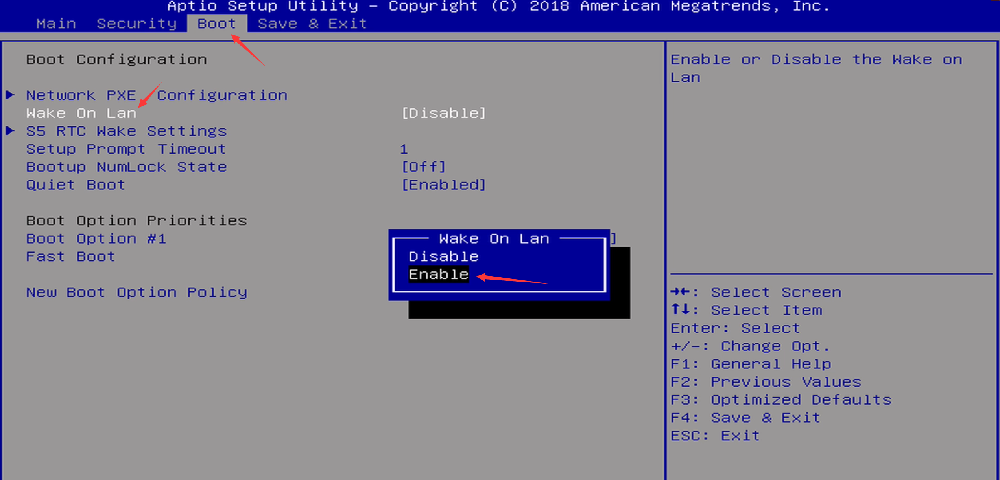 Aptio Setup Utility - Copyright (C) 2018 American Megatrends, Inc.
Main Security Boot Save & Exit
Boot Configuration
Network PXE Configuration
Wake On Lan [Disable]
S5 RTC Wake Settings
Setup Prompt Timeout 1
Bootup NumLock State [Off]
Quiet Boot [Enabled]
Boot Option Priorities
Boot Option #1 ]
Fast Boot
New Boot Option Policy
Wake On Lan
Disable
Enable
Enable or Disable the Wake on
Lan
→←: Select Screen
↑↓: Select Item
Enter: Select
+/-: Change Opt.
F1: General Help
F2: Previous Values
F3: Optimized Defaults
F4: Save & Exit
ESC: Exit